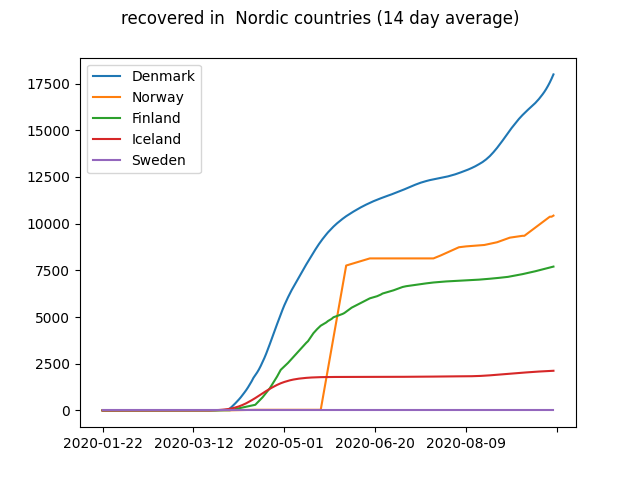 recovered in  Nordic countries (14 day average)
Denmark
Norway
Finland
Iceland
Sweden
17500
15000
12500
10000
7500
5000
2500
0
2020-01-22 2020-03-12 2020-05-01 2020-06-20 2020-08-09